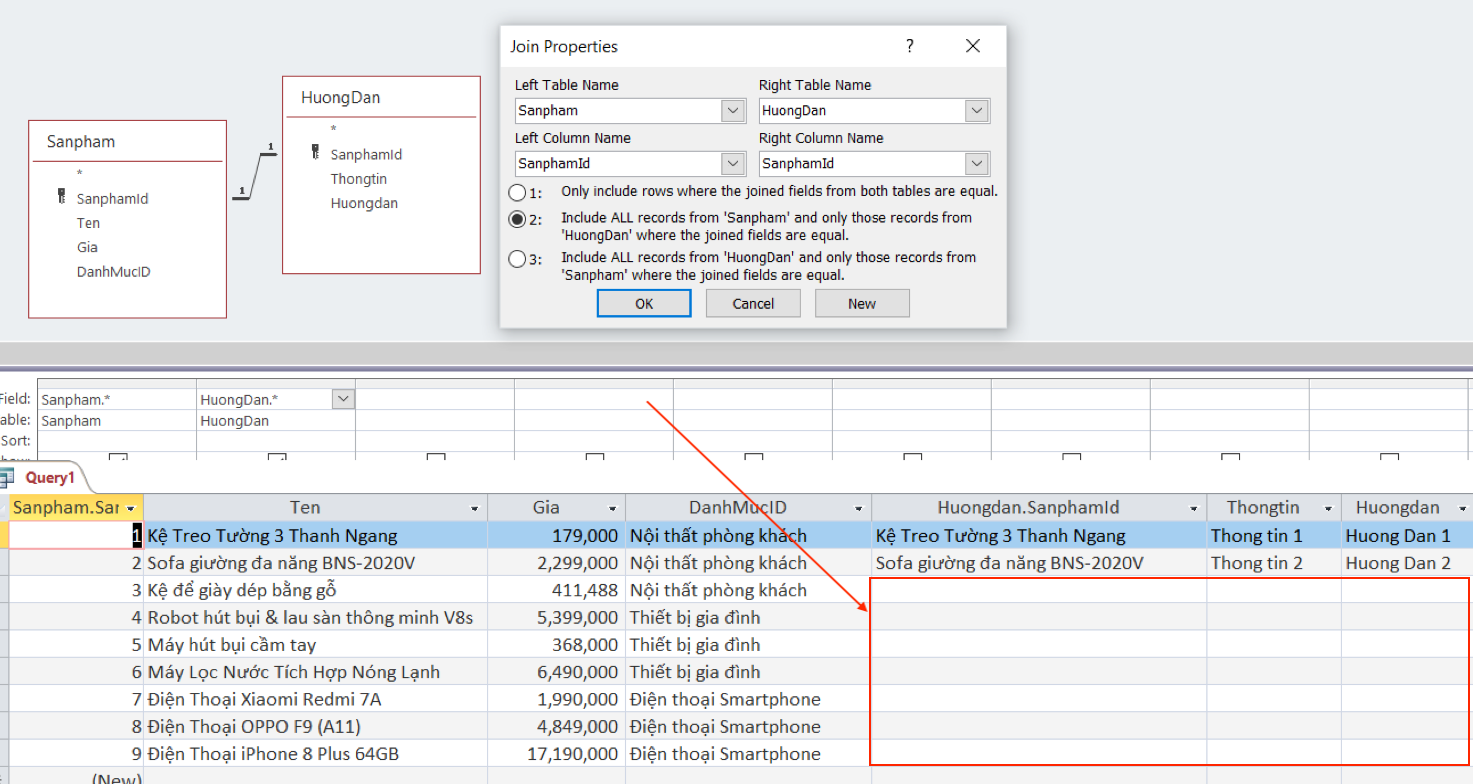 Join Properties
?
Left Table Name
Right Table Name
Sanpham
HuongDan
Left Column Name
Right Column Name
SanphamId
SanphamId
1: Only include rows where the joined fields from both tables are equal.
2: Include ALL records from 'Sanpham' and only those records from
'HuongDan' where the joined fields are equal.
3: Include ALL records from 'HuongDan' and only those records from
'Sanpham' where the joined fields are equal.
OK Cancel New
HuongDan
*
SanphamId
Thongtin
Huongdan
1
1
Sanpham
*
SanphamId
Ten
Gia
DanhMucID
Field: Sanpham.* HuongDan.*
able: Sanpham HuongDan
Sort:
Query1
Sanpham.Sar Ten Gia DanhMucID Huongdan.SanphamId Thongtin Huongdan
1 Kệ Treo Tường 3 Thanh Ngang 179,000 Nội thất phòng khách Kệ Treo Tường 3 Thanh Ngang Thong tin 1 Huong Dan 1
2 Sofa giường đa năng BNS-2020V 2,299,000 Nội thất phòng khách Sofa giường đa năng BNS-2020V Thong tin 2 Huong Dan 2
3 Kệ để giày dép bằng gỗ 411,488 Nội thất phòng khách
4 Robot hút bụi & lau sàn thông minh V8s 5,399,000 Thiết bị gia đình
5 Máy hút bụi cầm tay 368,000 Thiết bị gia đình
6 Máy Lọc Nước Tích Hợp Nóng Lạnh 6,490,000 Thiết bị gia đình
7 Điện Thoại Xiaomi Redmi 7A 1,990,000 Điện thoại Smartphone
8 Điện Thoại OPPO F9 (A11) 4,849,000 Điện thoại Smartphone
9 Điện Thoại iPhone 8 Plus 64GB 17,190,000 Điện thoại Smartphone
(New)